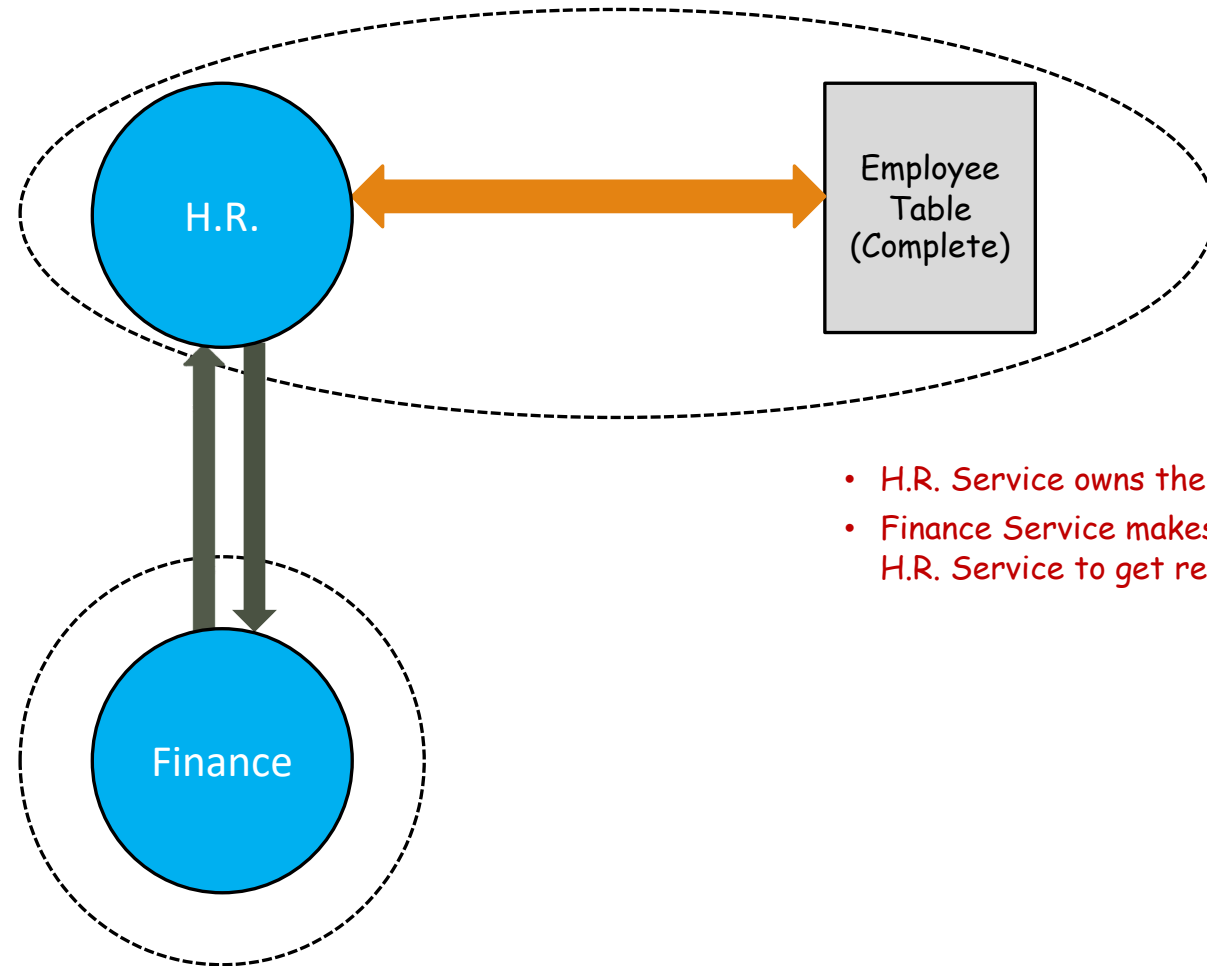 H.R.
Employee
Table
(Complete)
• H.R. Service owns the
• Finance Service makes
H.R. Service to get re
Finance